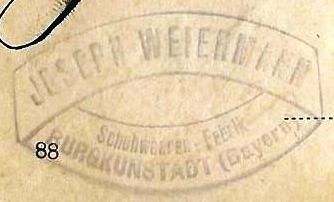 JOSEPH WEIERMANN
Schuhwaren-Fabrik
BURGKUNSTADT (Bayern)
88